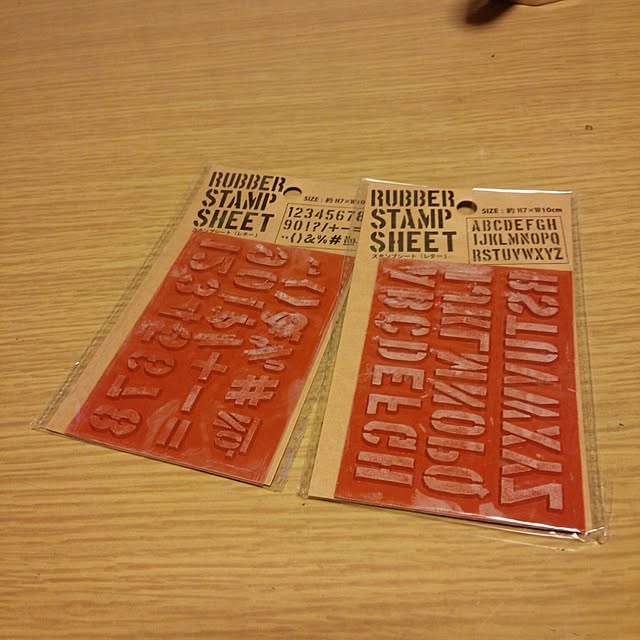 RUBBER
STAMP
SHEET
スタンプシート(レター)
SIZE:約 H7×W10
12345678
90!?/+-=
()&%#
RUBBER
STAMP
SHEET
スタンプシート(レター)
SIZE:約 H7×W10cm
ABCDEFGH
IJKLMNOPQ
RSTUVWXYZ